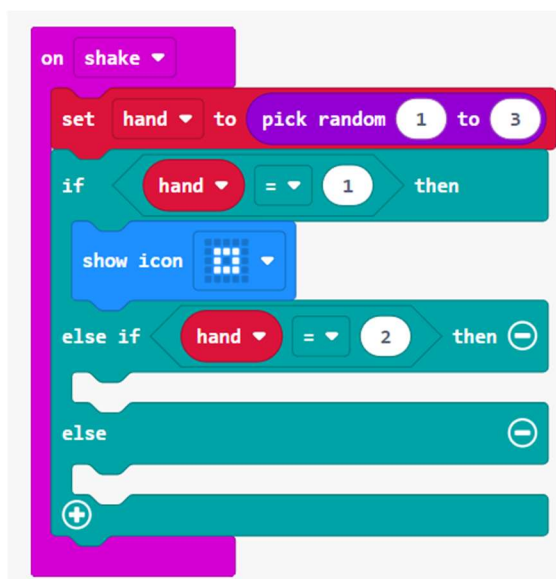 on shake
set hand to pick random 1 to 3
if hand = 1 then
show icon
else if hand = 2 then
else